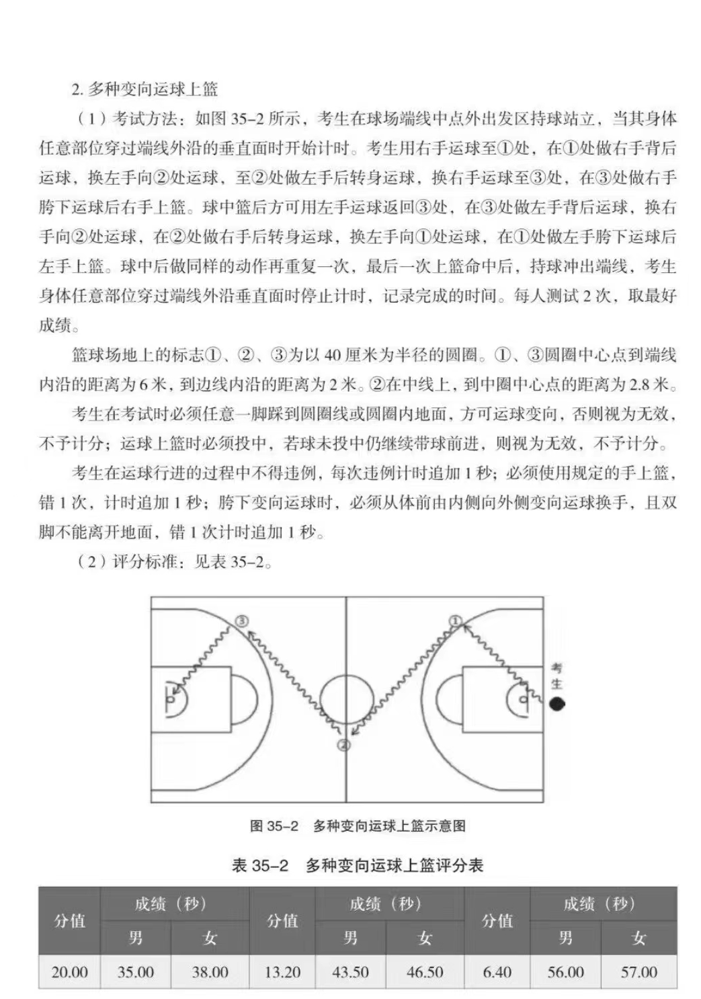 2. 多种变向运球上篮
（1）考试方法：如图 35-2 所示，考生在球场端线中点外出发区持球站立，当其身体
任意部位穿过端线外沿的垂直面时开始计时。考生用右手运球至①处，在①处做右手背后
运球，换左手向②处运球，至②处做左手后转身运球，换右手运球至③处，在③处做右手
胯下运球后右手上篮。球中篮后方可用左手运球返回③处，在③处做左手背后运球，换右
手向②处运球，在②处做右手后转身运球，换左手向①处运球，在①处做左手胯下运球后
左手上篮。球中后做同样的动作再重复一次，最后一次上篮命中后，持球冲出端线，考生
身体任意部位穿过端线外沿垂直面时停止计时，记录完成的时间。每人测试 2 次，取最好
成绩。
篮球场地上的标志①、②、③为以 40 厘米为半径的圆圈。①、③圆圈中心点到端线
内沿的距离为 6 米，到边线内沿的距离为 2 米。②在中线上，到中圈中心点的距离为 2.8 米。
考生在考试时必须任意一脚踩到圆圈线或圆圈内地面，方可运球变向，否则视为无效，
不予计分；运球上篮时必须投中，若球未投中仍继续带球前进，则视为无效，不予计分。
考生在运球行进的过程中不得违例，每次违例计时追加 1 秒；必须使用规定的手上篮，
错 1 次，计时追加 1 秒；胯下变向运球时，必须从体前由内侧向外侧变向运球换手，且双
脚不能离开地面，错 1 次计时追加 1 秒。
（2）评分标准：见表 35-2。
③ ①
考
生
②
图 35-2 多种变向运球上篮示意图
表 35-2 多种变向运球上篮评分表
分值 成绩（秒） 分值 成绩（秒） 分值 成绩（秒）
男 女 男 女 男 女
20.00 35.00 38.00 13.20 43.50 46.50 6.40 56.00 57.00